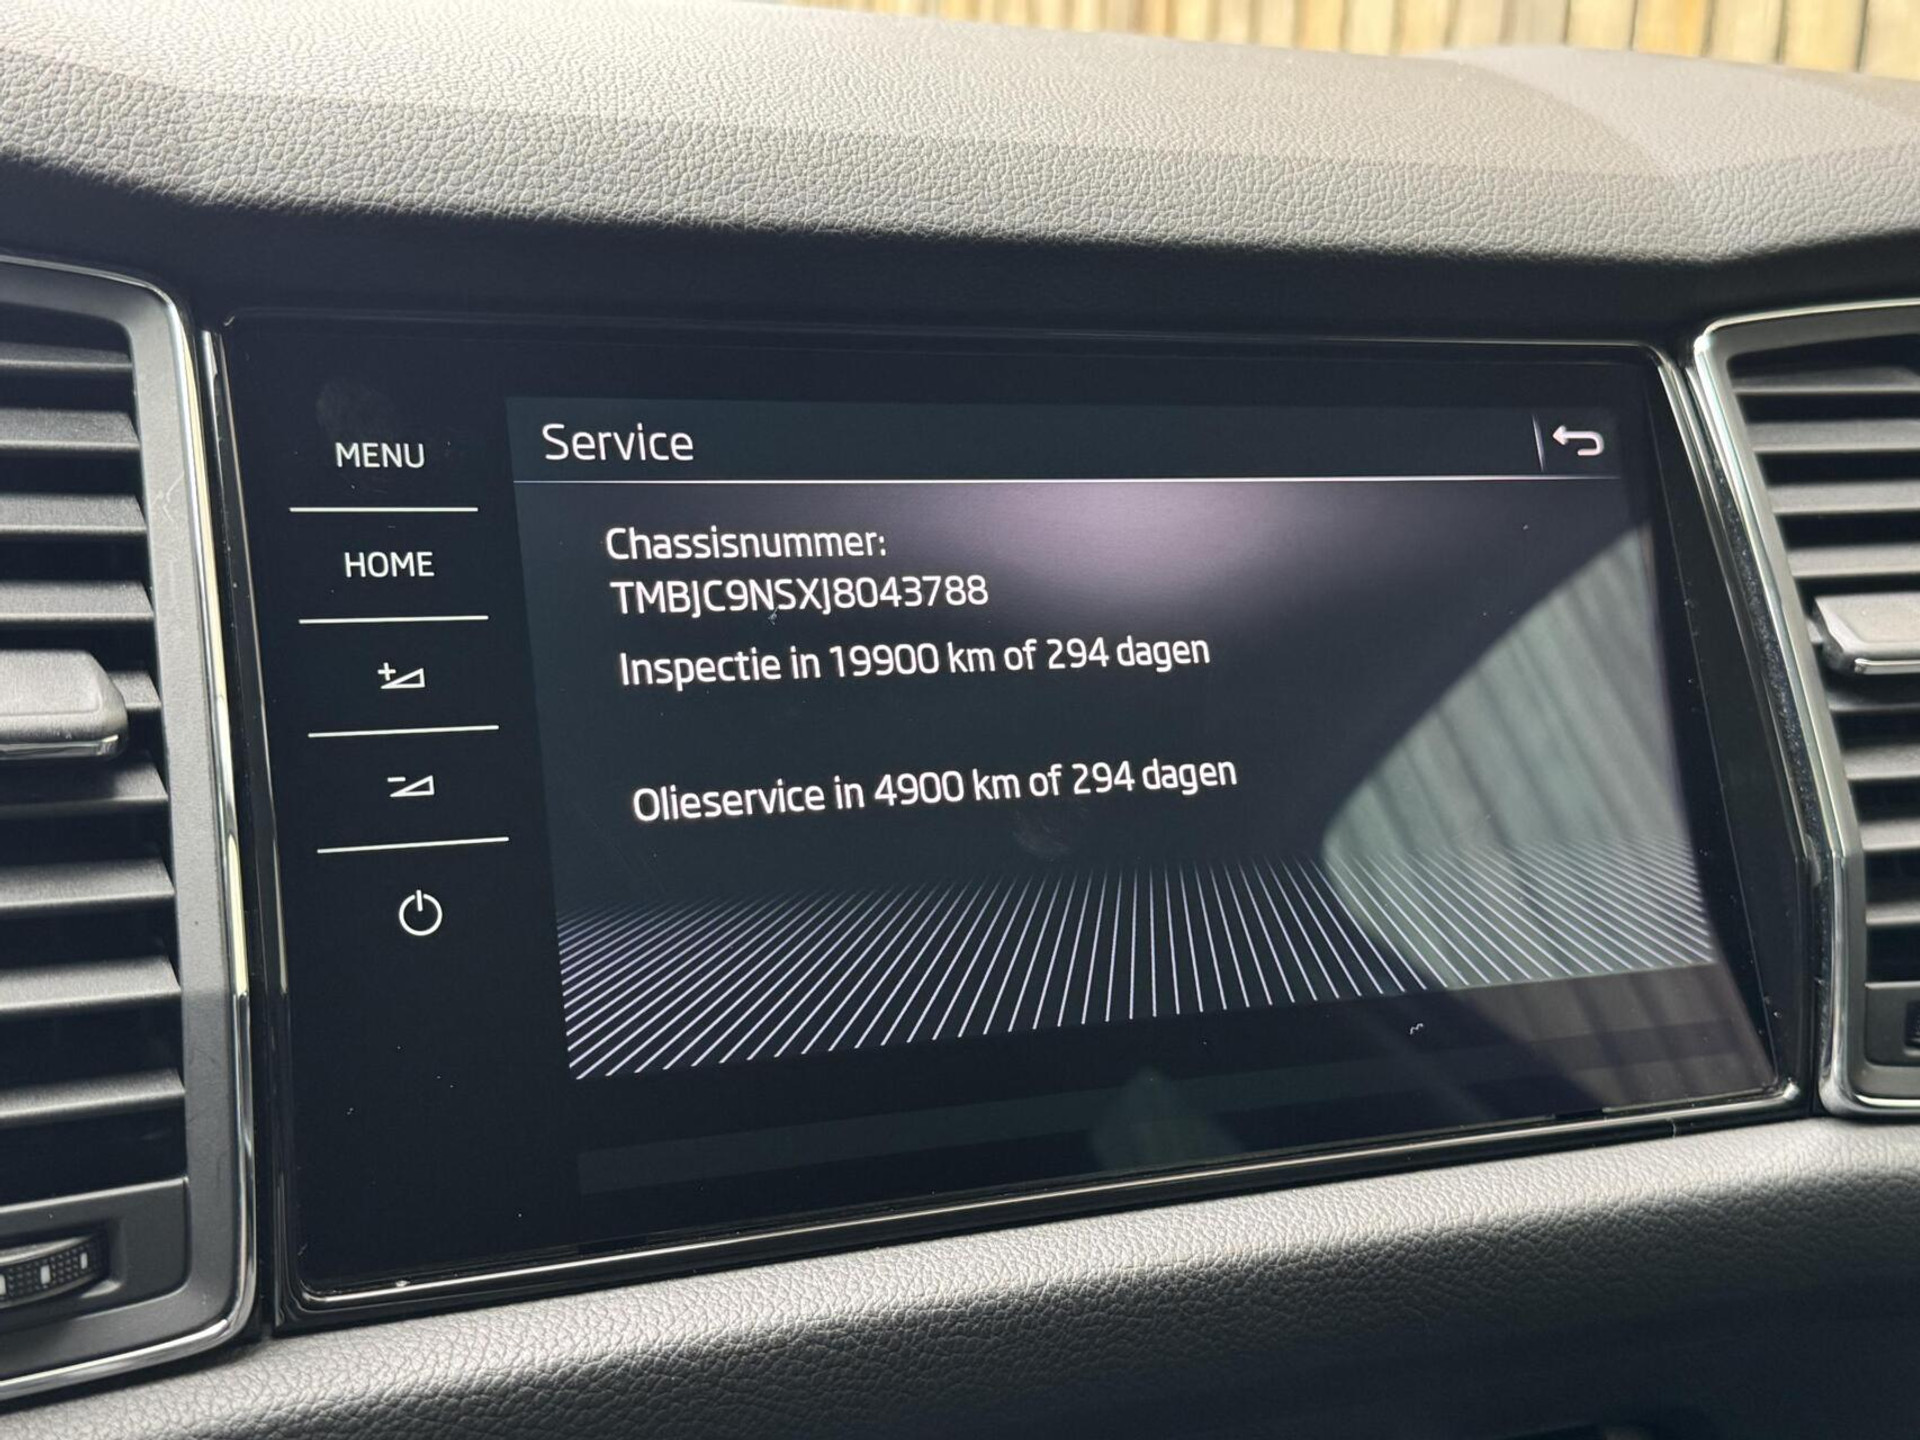 Service
MENU
HOME
Chassisnummer:
TMBJC9NSXJ8043788
Inspectie in 19900 km of 294 dagen
Olieservice in 4900 km of 294 dagen